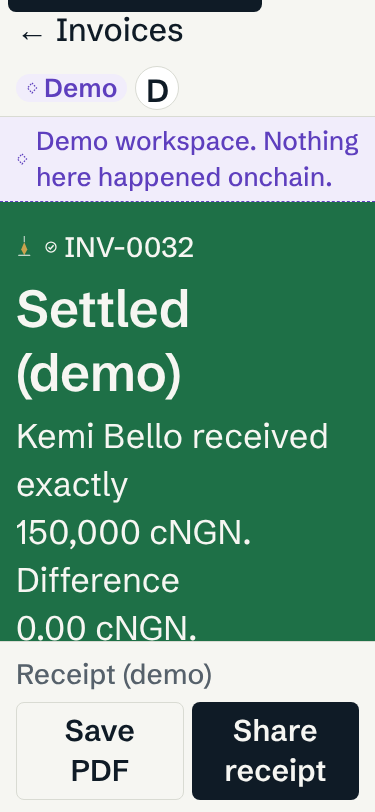 ← Invoices
Demo
D
Demo workspace. Nothing
here happened onchain.
INV-0032
Settled
(demo)
Kemi Bello received
exactly
150,000 cNGN.
Difference
0.00 cNGN.
Receipt (demo)
Save
PDF
Share
receipt